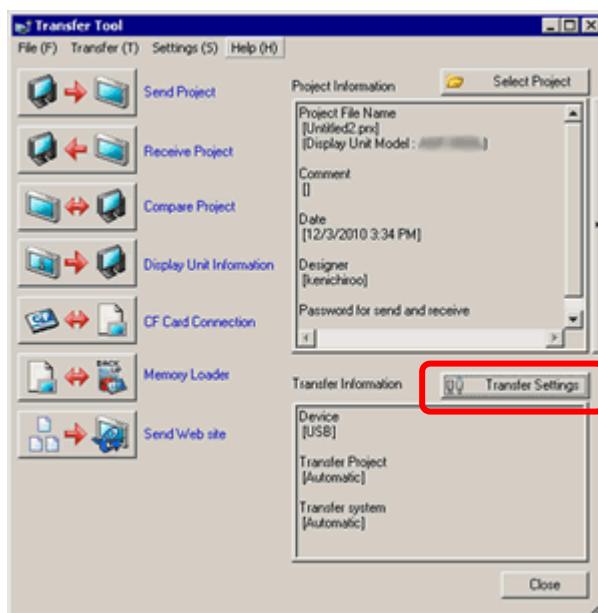 Transfer Tool
File (F) Transfer (T) Settings (S) Help (H)
Send Project
Receive Project
Compare Project
Display Unit Information
CF Card Connection
BACK
UP
Memory Loader
Send Web site
Project Information
Select Project
Project File Name
[Untitled2.prx]
(Display Unit Model : )
Comment
[]
Date
[12/3/2010 3:34 PM]
Designer
[kenichiroo]
Password for send and receive
Transfer Information
Transfer Settings
Device
[USB]
Transfer Project
[Automatic]
Transfer system
[Automatic]
Close